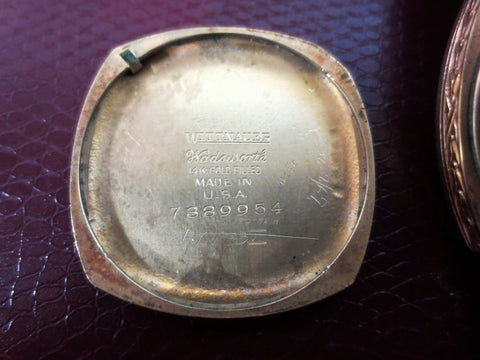 WITTNAUER
Wadsworth
14K. GOLD FILLED
MADE IN
U.S.A.
7389954